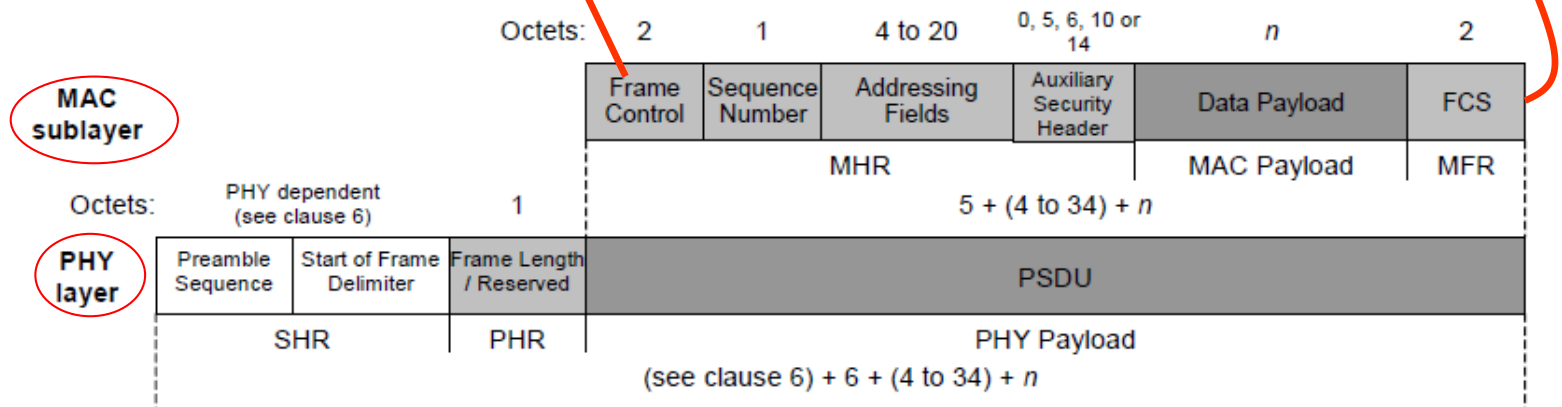 Octets: 2 1 4 to 20 0, 5, 6, 10 or 14 n 2
MAC sublayer
Frame Control
Sequence Number
Addressing Fields
Auxiliary Security Header
Data Payload
FCS
MHR MAC Payload MFR
Octets: PHY dependent (see clause 6) 1 5 + (4 to 34) + n
PHY layer
Preamble Sequence
Start of Frame Delimiter
Frame Length / Reserved
PSDU
SHR PHR PHY Payload
(see clause 6) + 6 + (4 to 34) + n